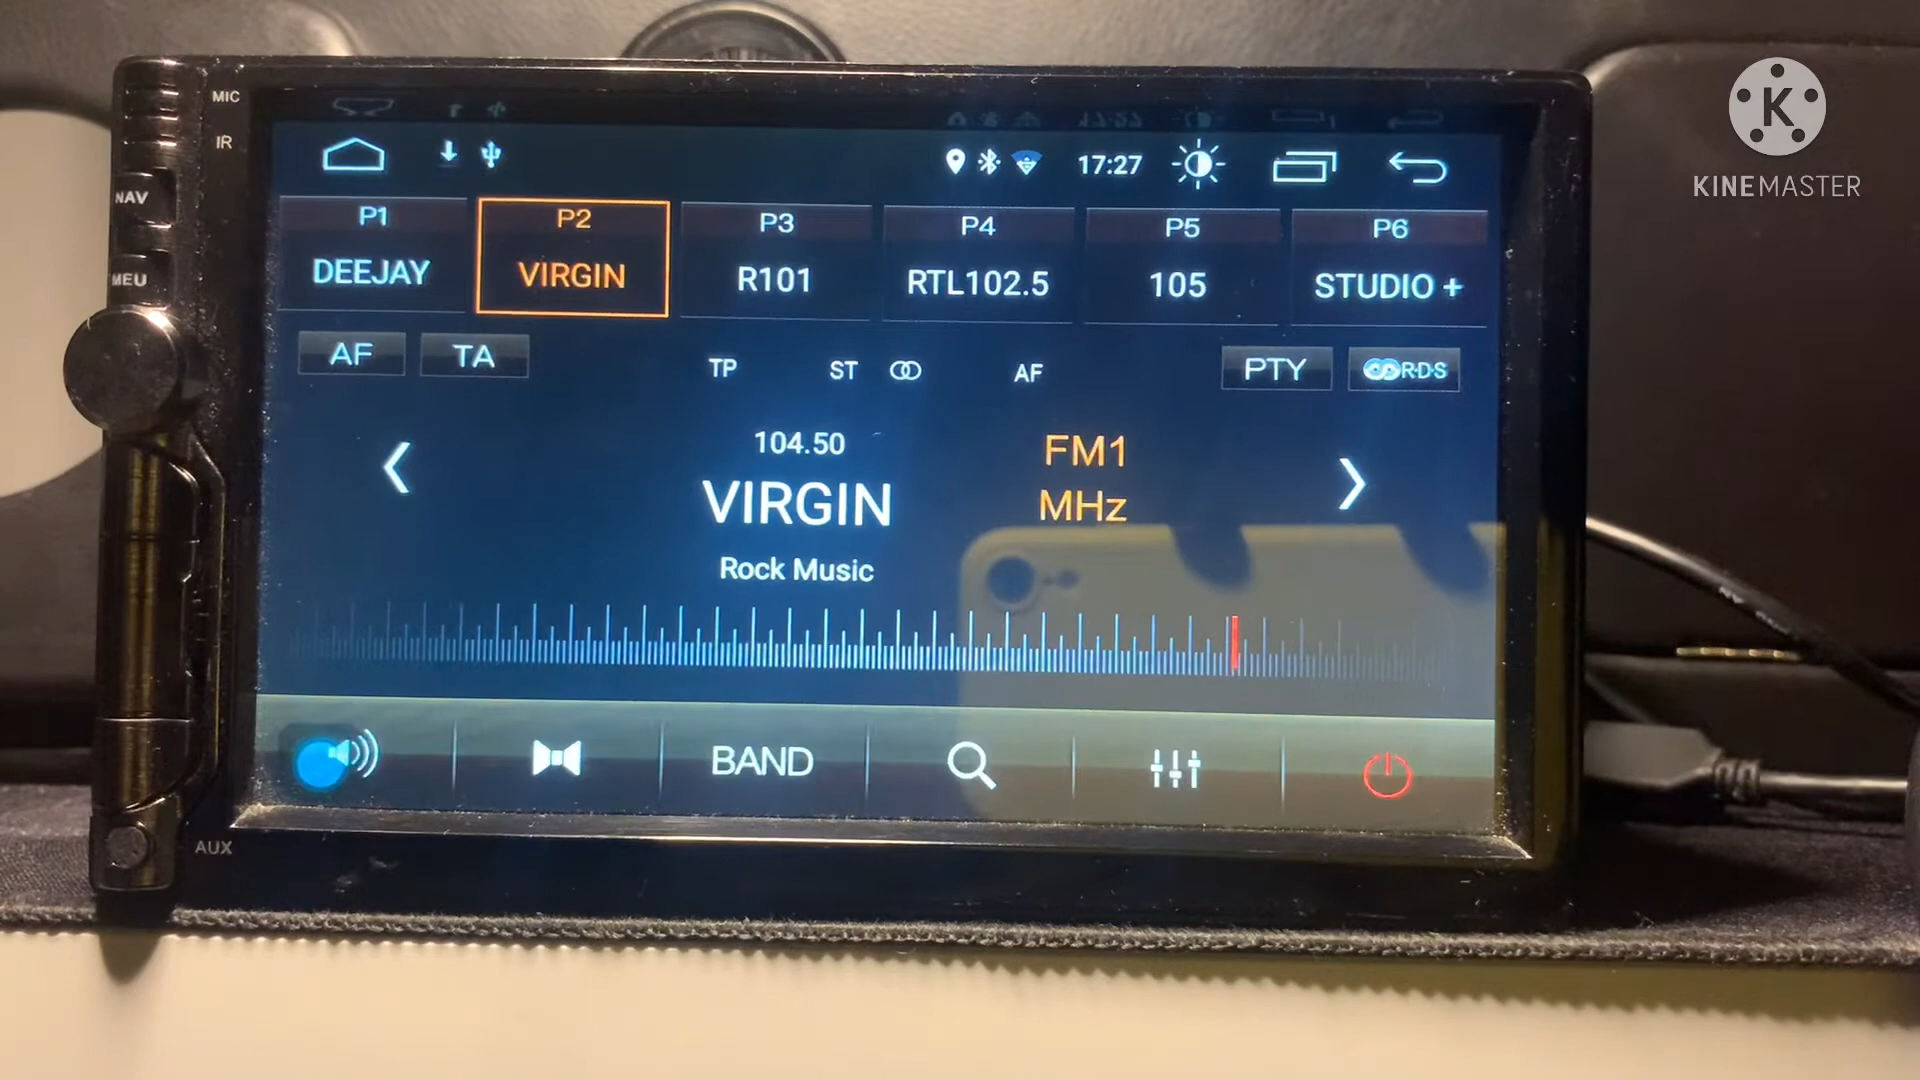 MIC
IR
NAV
MEU
AUX
17:27
P1
DEEJAY
P2
VIRGIN
P3
R101
P4
RTL102.5
P5
105
P6
STUDIO +
AF
TA
TP
ST
AF
PTY
RDS
104.50
FM1
VIRGIN
MHz
Rock Music
BAND
K
KINEMASTER